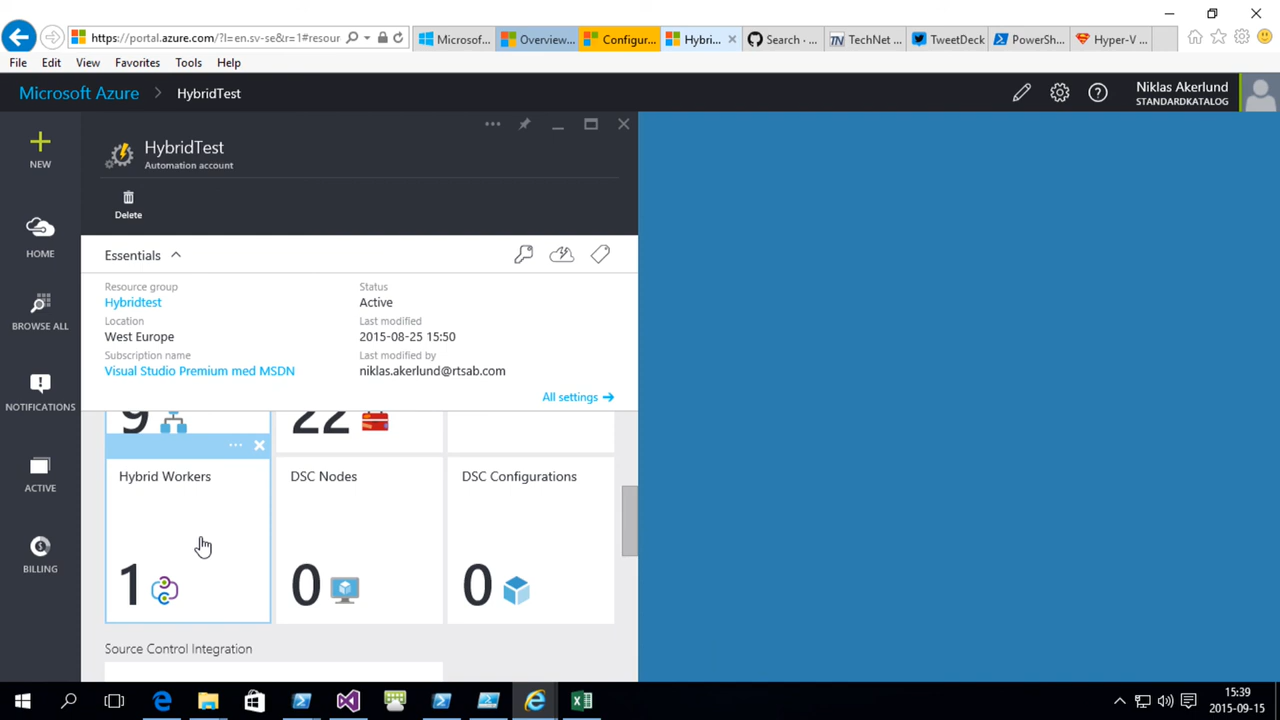 https://portal.azure.com/?l=en.sv-se&r=1#resour
Microsof...
Overview...
Configur...
Hybri...
Search · ...
TechNet ...
TweetDeck
PowerSh...
Hyper-V ...
File Edit View Favorites Tools Help
Microsoft Azure > HybridTest
Niklas Akerlund
STANDARDKATALOG
NEW
HOME
BROWSE ALL
NOTIFICATIONS
ACTIVE
BILLING
HybridTest
Automation account
Delete
Essentials
Resource group
Hybridtest
Status
Active
Location
West Europe
Last modified
2015-08-25 15:50
Subscription name
Visual Studio Premium med MSDN
Last modified by
niklas.akerlund@rtsab.com
All settings →
9
22
Hybrid Workers
1
DSC Nodes
0
DSC Configurations
0
Source Control Integration
15:39
2015-09-15